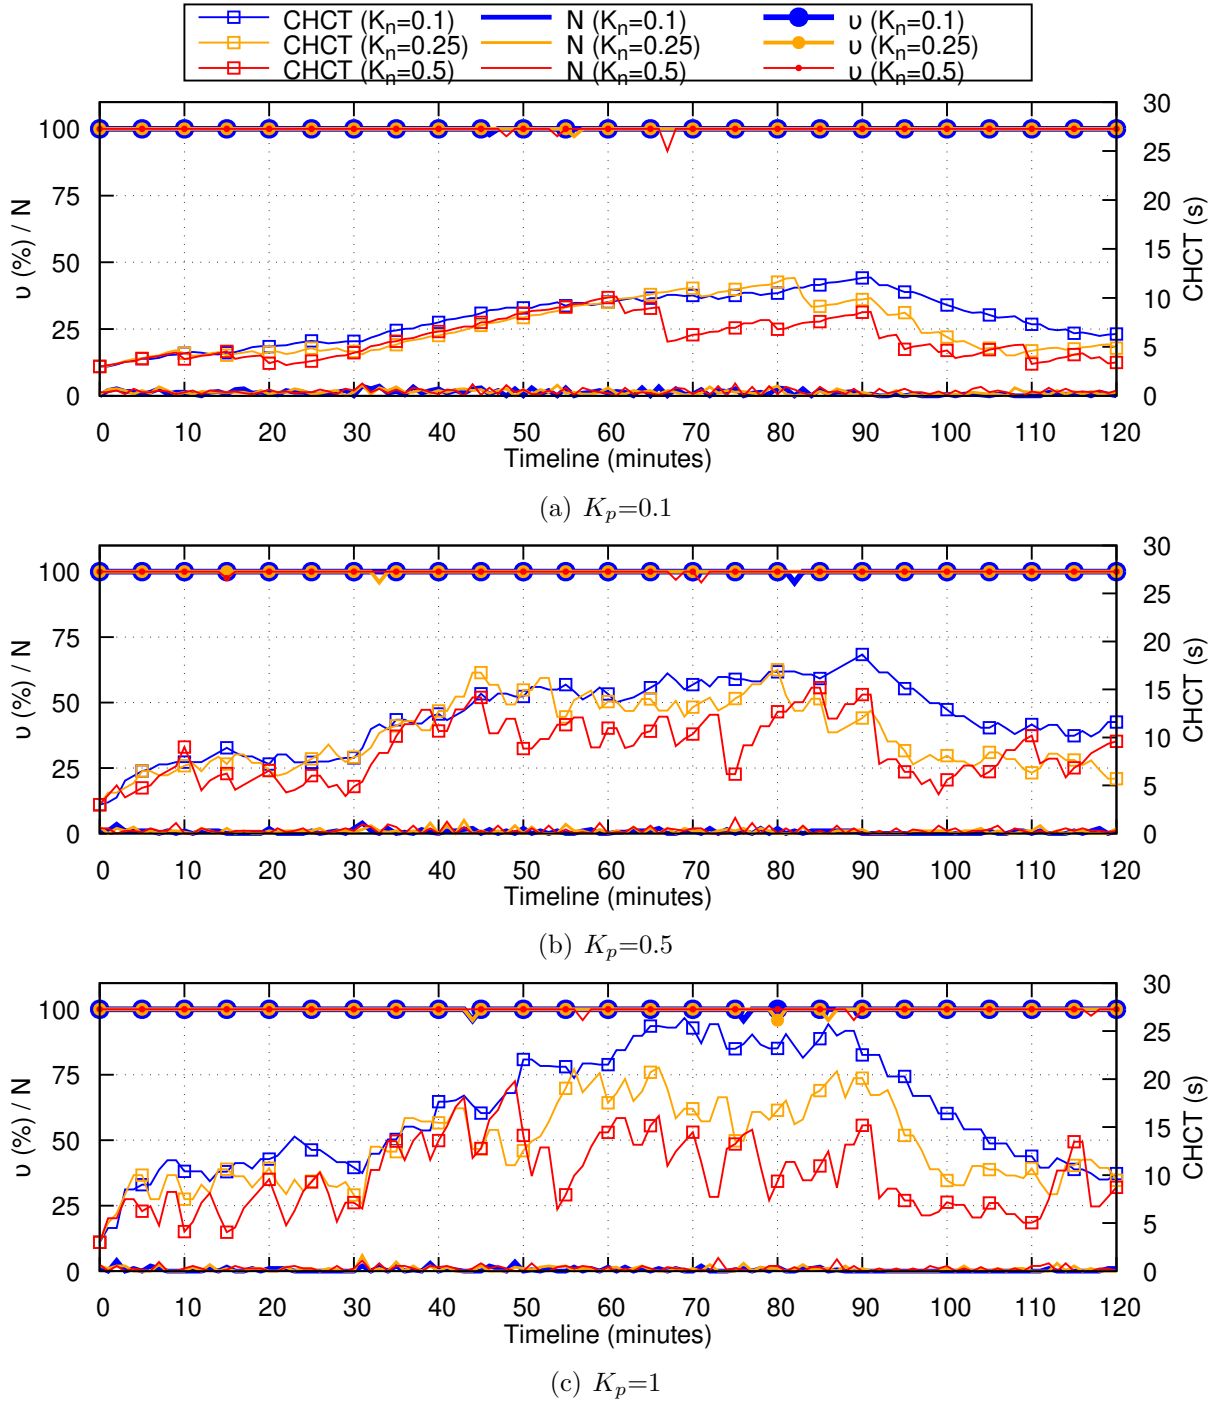 CHCT (Kn=0.1) N (Kn=0.1) υ (Kn=0.1)
CHCT (Kn=0.25) N (Kn=0.25) υ (Kn=0.25)
CHCT (Kn=0.5) N (Kn=0.5) υ (Kn=0.5)
υ (%) / N
0 25 50 75 100
CHCT (s)
0 5 10 15 20 25 30
0 10 20 30 40 50 60 70 80 90 100 110 120
Timeline (minutes)
(a) Kp=0.1
υ (%) / N
0 25 50 75 100
CHCT (s)
0 5 10 15 20 25 30
0 10 20 30 40 50 60 70 80 90 100 110 120
Timeline (minutes)
(b) Kp=0.5
υ (%) / N
0 25 50 75 100
CHCT (s)
0 5 10 15 20 25 30
0 10 20 30 40 50 60 70 80 90 100 110 120
Timeline (minutes)
(c) Kp=1